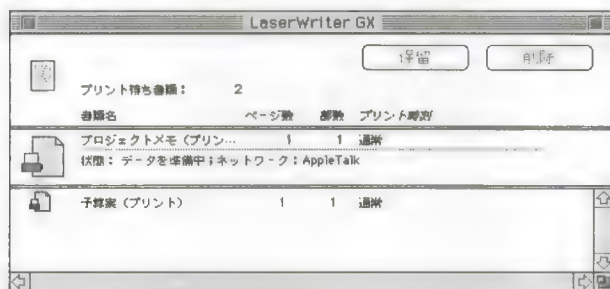 LaserWriter GX
保留 削除
プリント待ち書類： 2
書類名 ページ数 部数 プリント時刻
プロジェクトメモ（プリン… 1 1 通常
状態：データを準備中；ネットワーク：AppleTalk
予算案（プリント） 1 1 通常